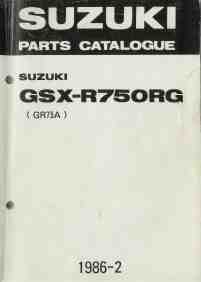 SUZUKI
PARTS CATALOGUE
SUZUKI
GSX-R750RG
( GR75A )
1986-2